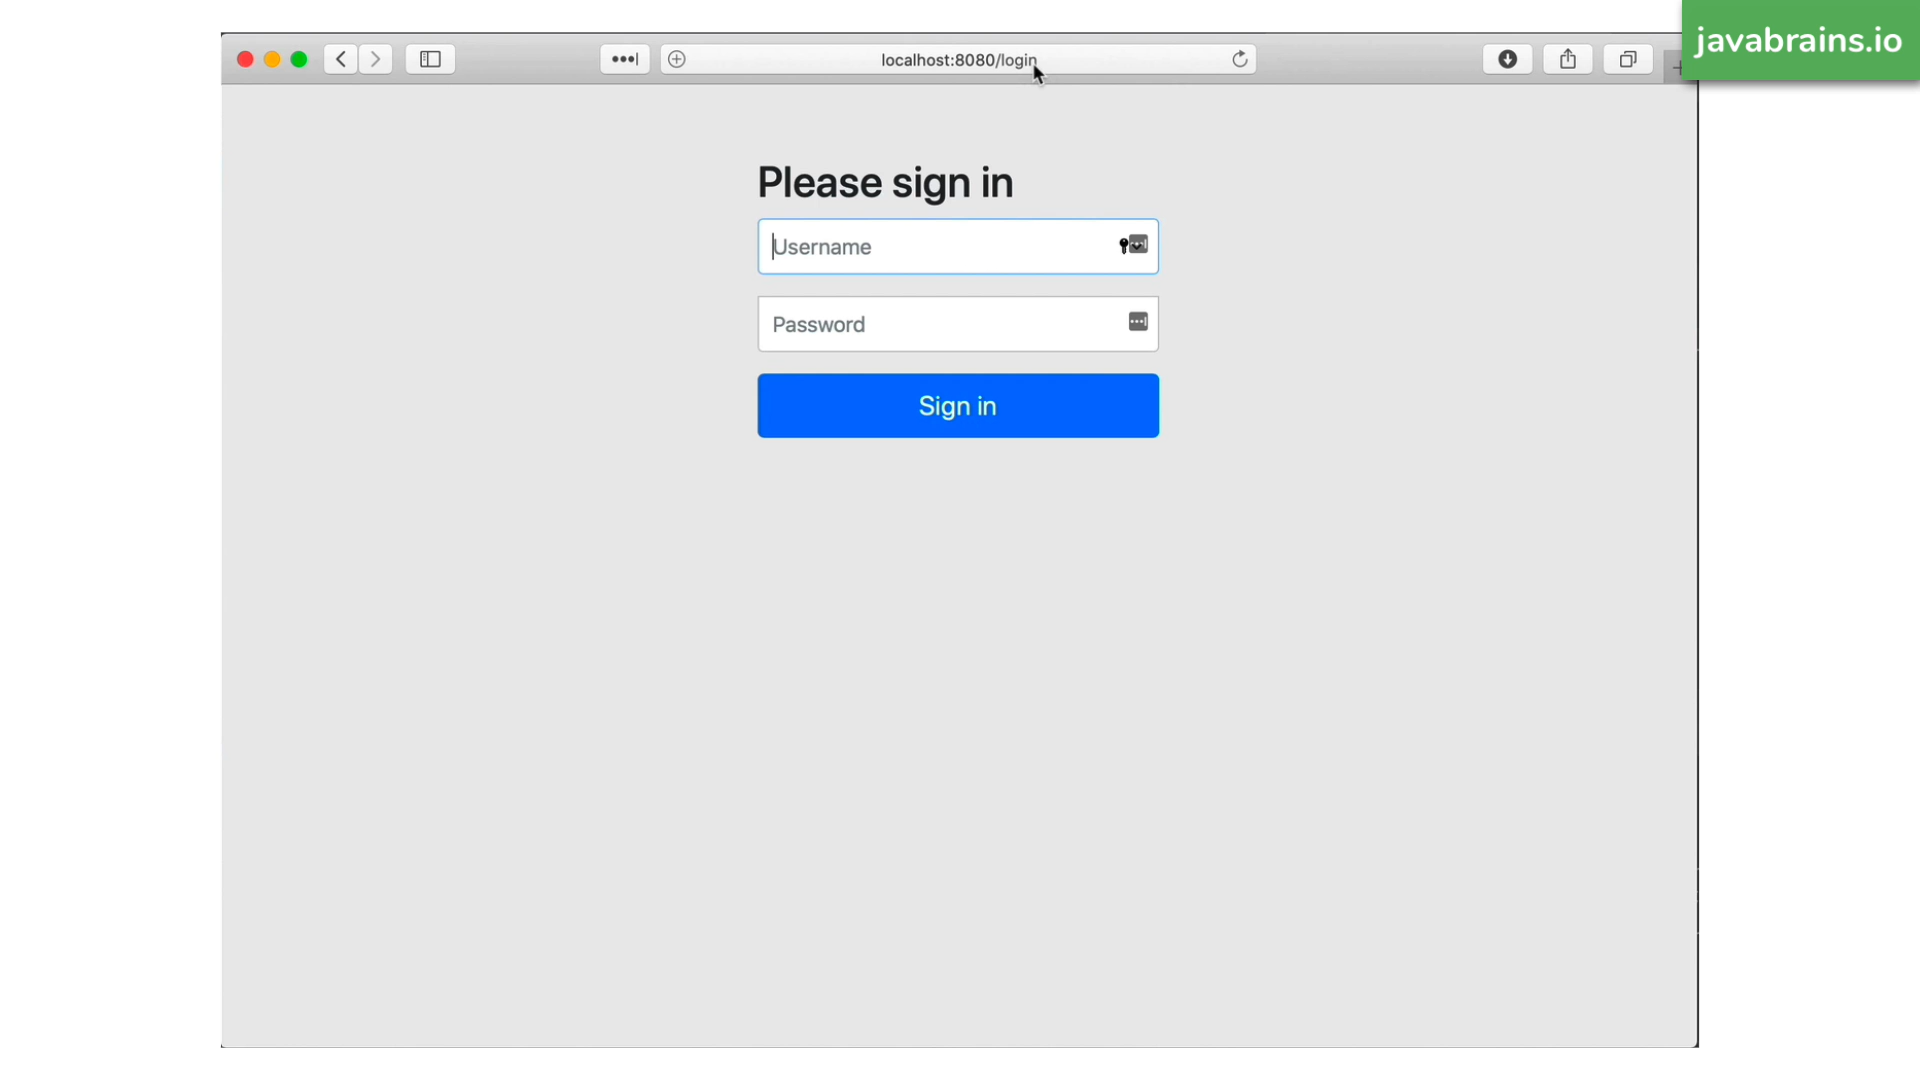 javabrains.io
localhost:8080/login
Please sign in
Username
Password
Sign in